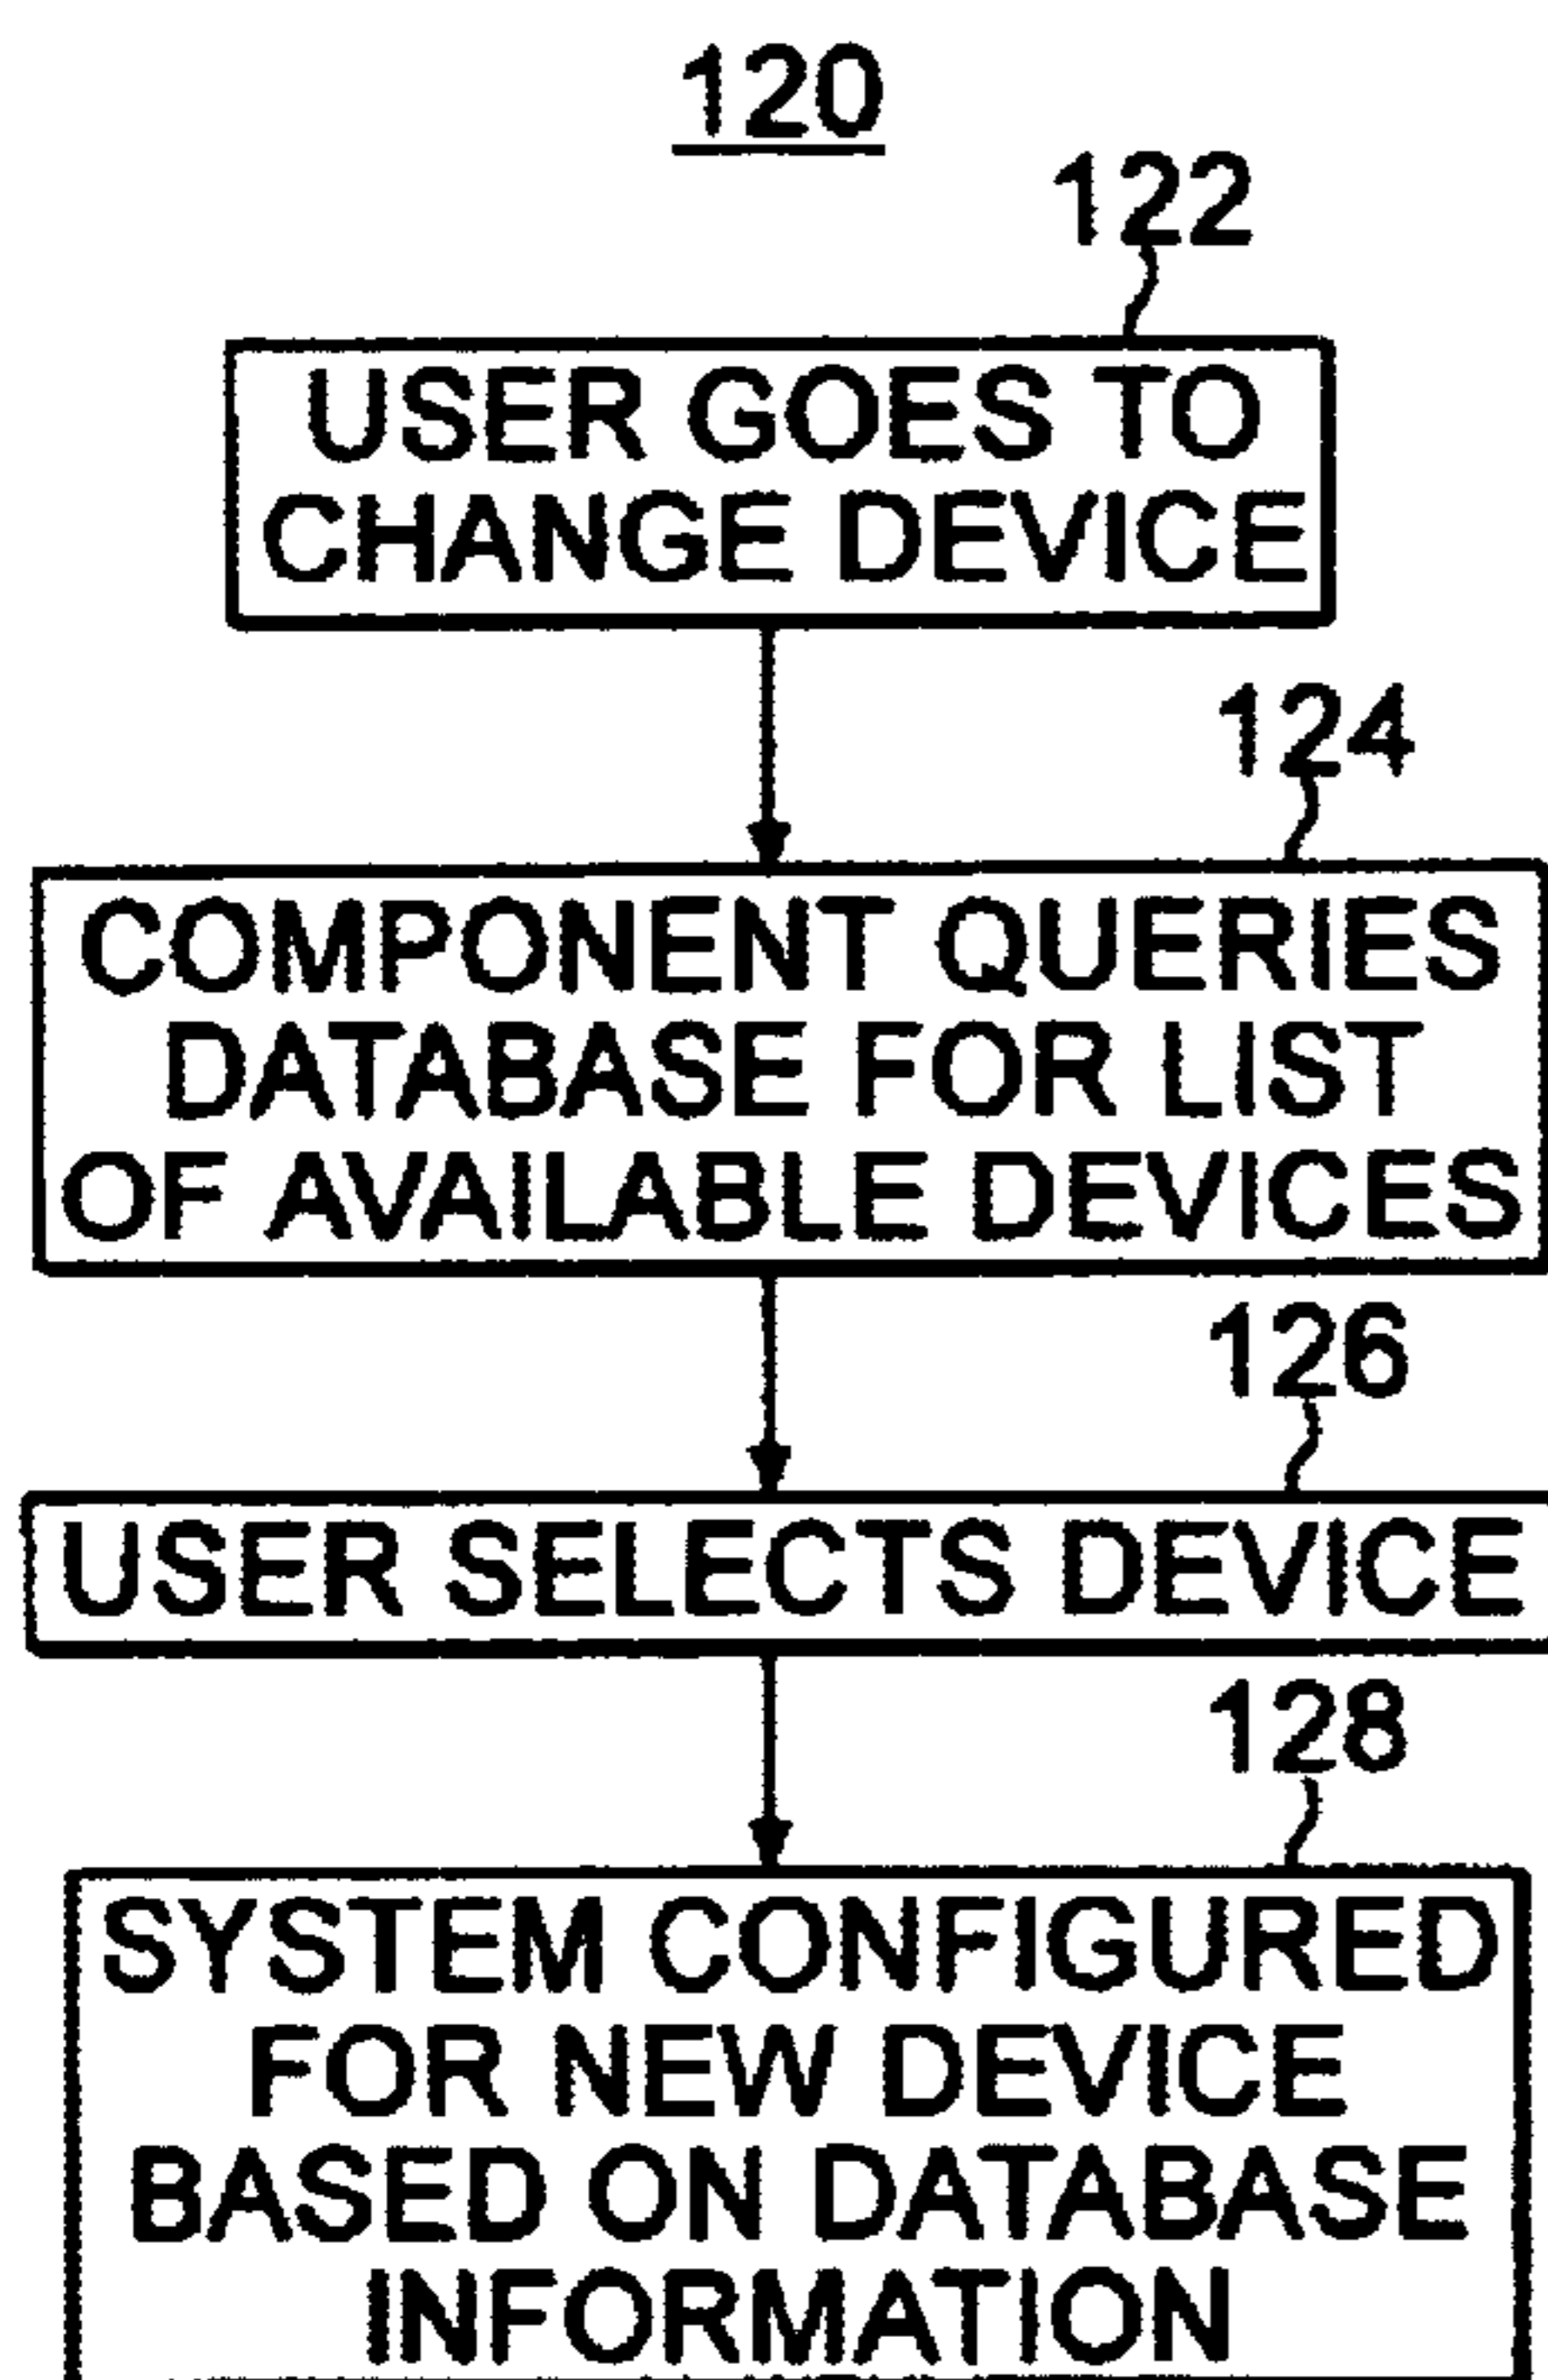 120
122
USER GOES TO
CHANGE DEVICE
124
COMPONENT QUERIES
DATABASE FOR LIST
OF AVAILABLE DEVICES
126
USER SELECTS DEVICE
128
SYSTEM CONFIGURED
FOR NEW DEVICE
BASED ON DATABASE
INFORMATION